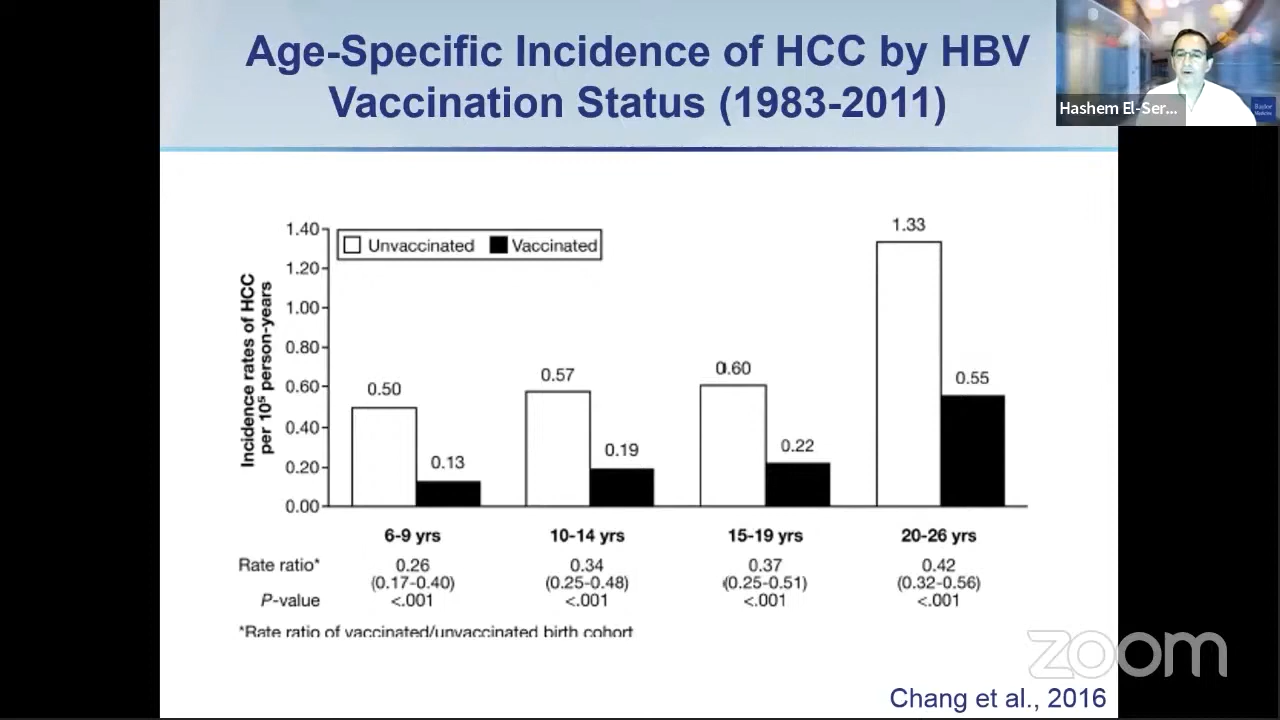 Age-Specific Incidence of HCC by HBV
Vaccination Status (1983-2011)
Hashem El-Ser...
Baylor
Medicine
Incidence rates of HCC
per 10⁵ person-years
1.40
1.20
1.00
0.80
0.60
0.40
0.20
0.00
Unvaccinated Vaccinated
0.50
0.13
0.57
0.19
0.60
0.22
1.33
0.55
6-9 yrs 10-14 yrs 15-19 yrs 20-26 yrs
Rate ratio* 0.26 0.34 0.37 0.42
(0.17-0.40) (0.25-0.48) (0.25-0.51) (0.32-0.56)
P-value <.001 <.001 <.001 <.001
*Rate ratio of vaccinated/unvaccinated birth cohort
zoom
Chang et al., 2016